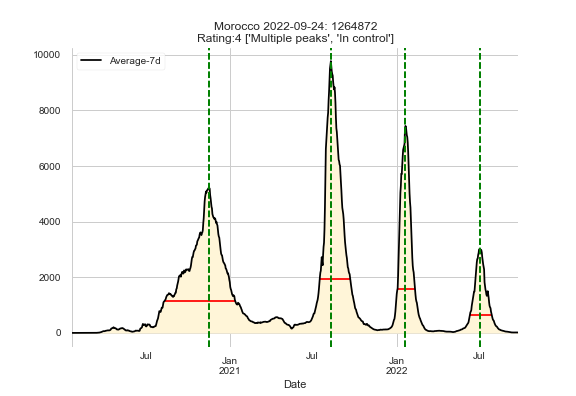 Morocco 2022-09-24: 1264872
Rating:4 ['Multiple peaks', 'In control']
Average-7d
10000
8000
6000
4000
2000
0
Jul
Jan
2021
Jul
Jan
2022
Jul
Date